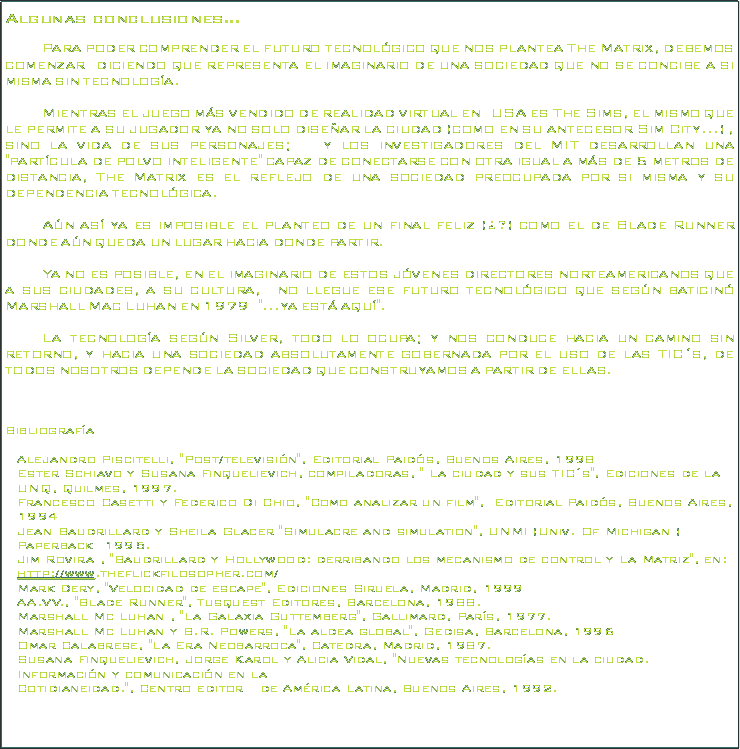 Algunas conclusiones...
Para poder comprender el futuro tecnológico que nos plantea The Matrix, debemos
comenzar diciendo que representa el imaginario de una sociedad que no se concibe a si
misma sin tecnología.
Mientras el juego más vendido de realidad virtual en USA es The Sims, el mismo que
le permite a su jugador ya no solo diseñar la ciudad (como en su antecesor Sim City...),
sino la vida de sus personajes; y los investigadores del MIT desarrollan una
"partícula de polvo inteligente" capaz de conectarse con otra igual a más de 5 metros de
distancia, The Matrix es el reflejo de una sociedad preocupada por si misma y su
dependencia tecnológica.
Aún así ya es imposible el planteo de un final feliz (¿?) como el de Blade Runner
donde aún queda un lugar hacia donde partir.
Ya no es posible, en el imaginario de estos jóvenes directores norteamericanos que
a sus ciudades, a su cultura, no llegue ese futuro tecnológico que según vaticinó
Marshall Mac Luhan en 1979 "...ya está aquí".
La tecnología según Silver, todo lo ocupa; y nos conduce hacia un camino sin
retorno, y hacia una sociedad absolutamente gobernada por el uso de las TIC´s, de
todos nosotros depende la sociedad que construyamos a partir de ellas.
Bibliografía
Alejandro Piscitelli, "Post/televisión", Editorial Paidós, Buenos Aires, 1998
Ester Schiavo y Susana Finquelievich, compiladoras, " La ciudad y sus TIC´s", Ediciones de la
UNQ, Quilmes, 1997.
Francesco Casetti y Federico Di Chio, "Como analizar un film", Editorial Paidós, Buenos Aires,
1994
Jean Baudrillard y Sheila Glacer "Simulacre and simulation", UNMI (Univ. Of Michigan (
Paperback 1995.
Jim Rovira , "Baudrillard y Hollywood: derribando los mecanismo de control y La Matriz", en:
http://www.theflickfilosopher.com/
Mark Dery, "Velocidad de escape", Ediciones Siruela, Madrid, 1999
AA.VV., "Blade Runner", Tusquest Editores, Barcelona, 1988.
Marshall Mc Luhan , "La Galaxia Guttemberg", Gallimard, París, 1977.
Marshall Mc Luhan y B.R. Powers, "La aldea global", Gedisa, Barcelona, 1996
Omar Calabrese, "La Era Neobarroca", Catedra, Madrid, 1987.
Susana Finquelievich, Jorge Karol y Alicia Vidal, "Nuevas tecnologías en la ciudad.
Información y comunicación en la
Cotidianeidad.", Centro editor de América Latina, Buenos Aires, 1992.